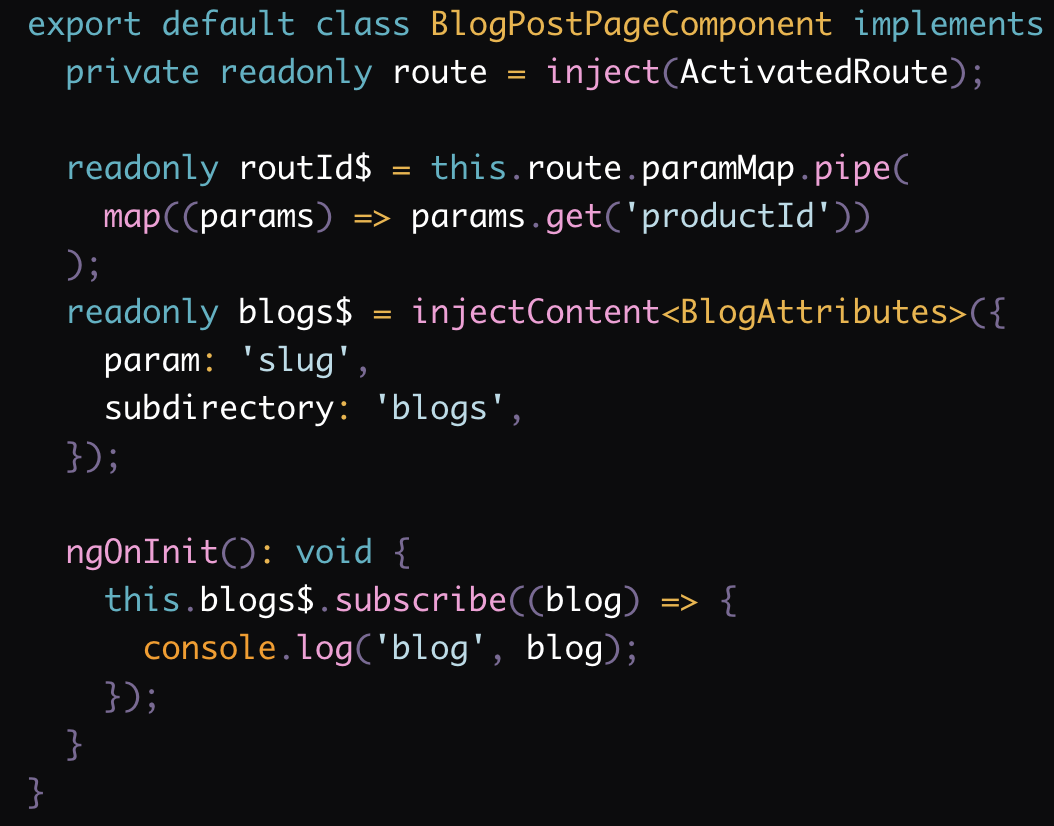 export default class BlogPostPageComponent implements
private readonly route = inject(ActivatedRoute);
readonly routId$ = this.route.paramMap.pipe(
map((params) => params.get('productId'))
);
readonly blogs$ = injectContent<BlogAttributes>({
param: 'slug',
subdirectory: 'blogs',
});
ngOnInit(): void {
this.blogs$.subscribe((blog) => {
console.log('blog', blog);
});
}
}